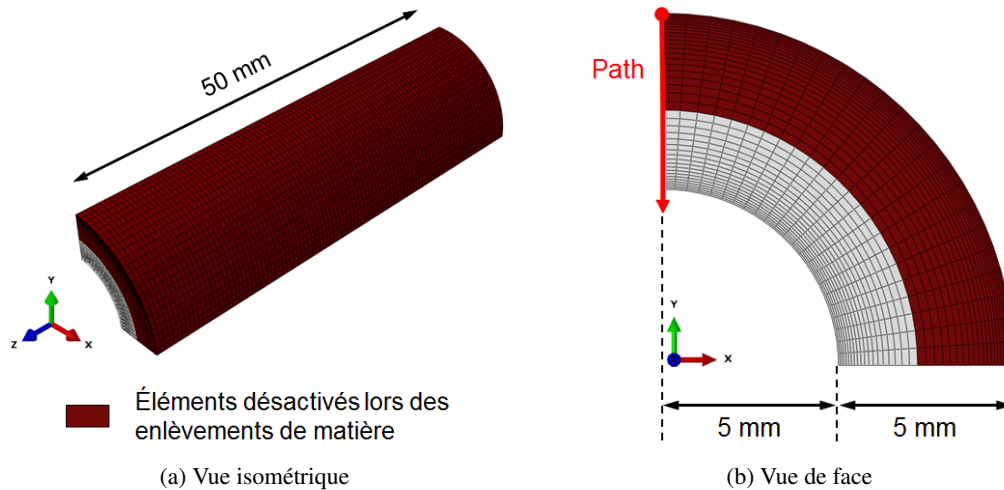 50 mm
Y
Z
X
Éléments désactivés lors des
enlèvements de matière
(a) Vue isométrique
Path
Y
X
5 mm
5 mm
(b) Vue de face